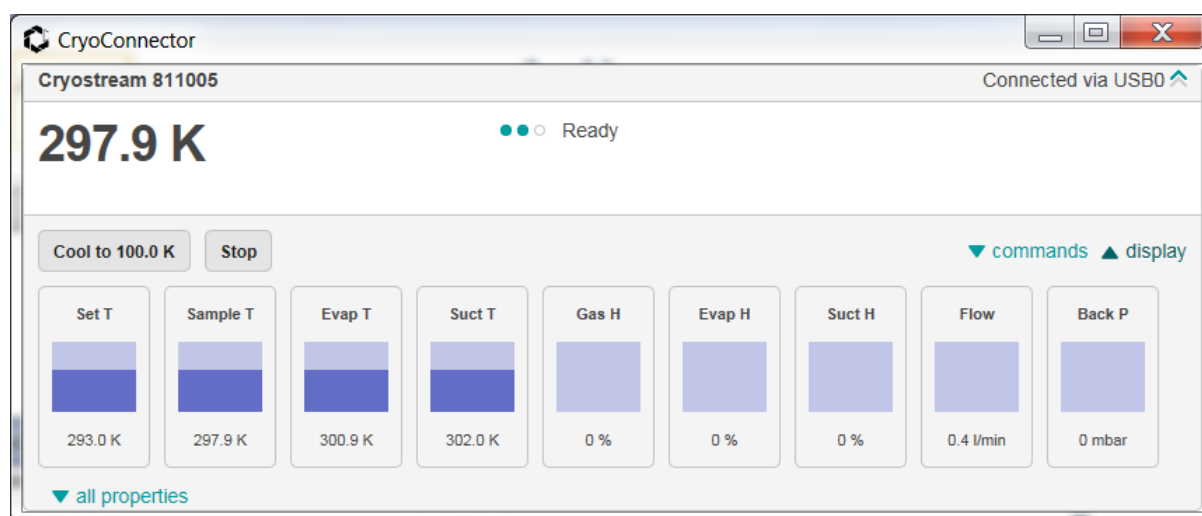 CryoConnector
Cryostream 811005 Connected via USB0
297.9 K Ready
Cool to 100.0 K Stop commands display
Set T Sample T Evap T Suct T Gas H Evap H Suct H Flow Back P
293.0 K 297.9 K 300.9 K 302.0 K 0 % 0 % 0 % 0.4 l/min 0 mbar
all properties